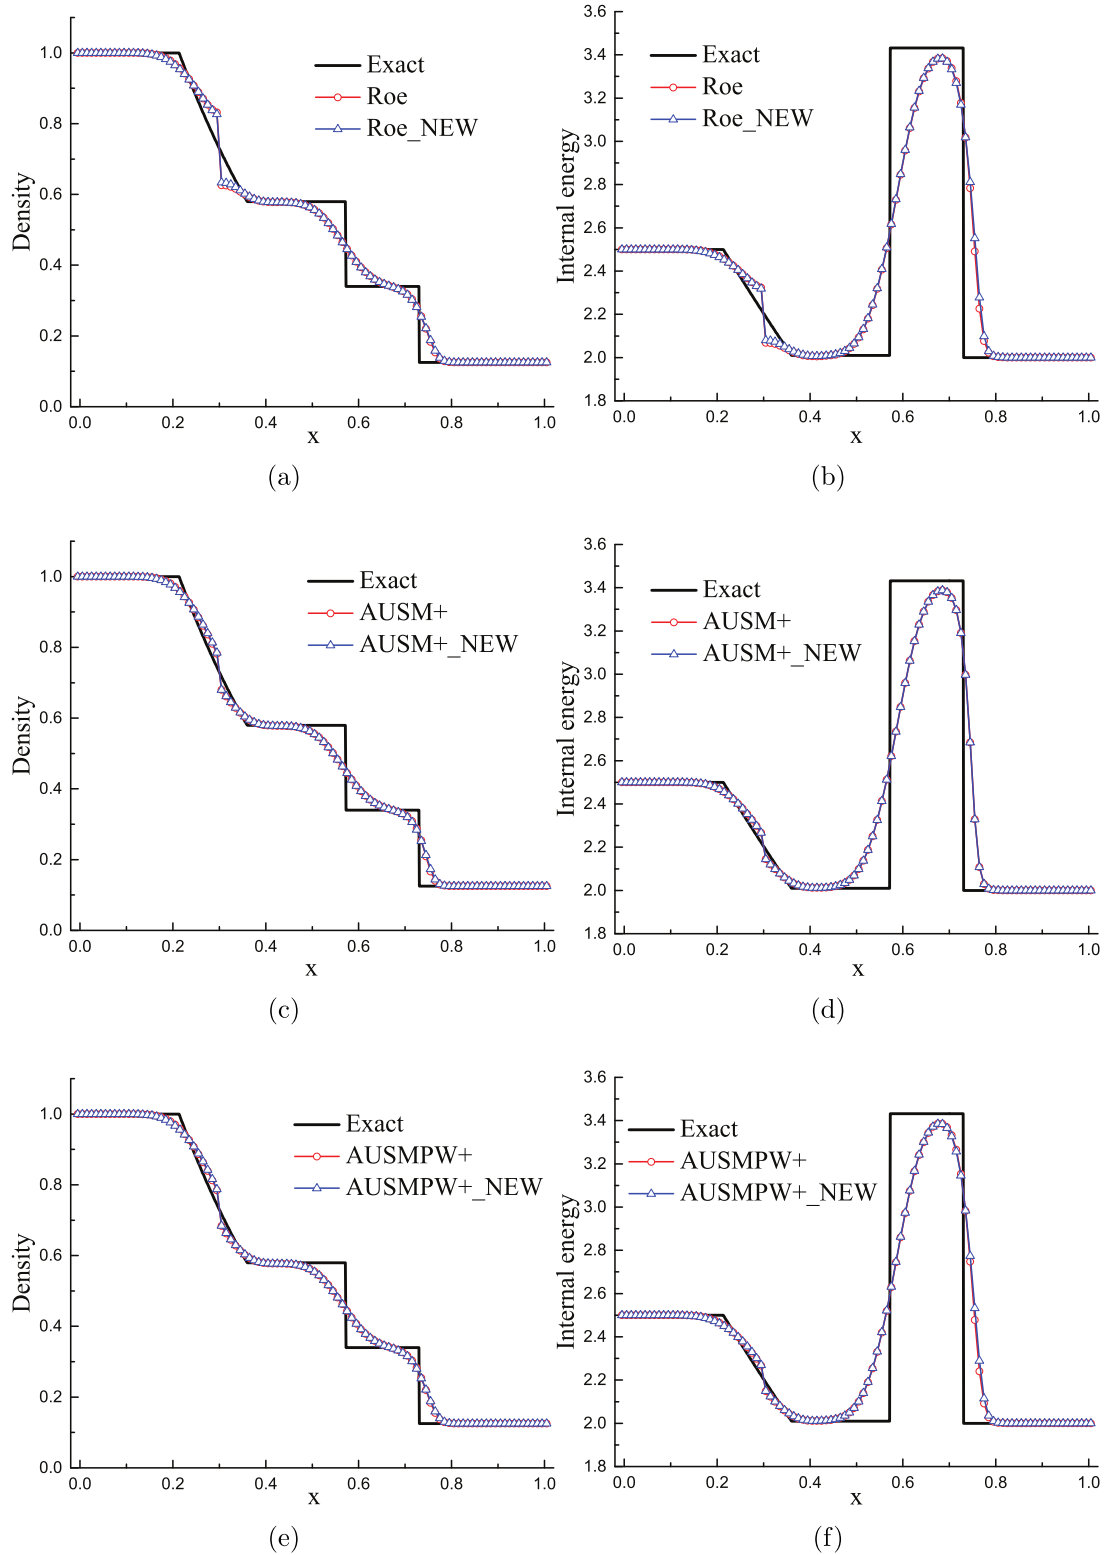 1.0
0.8
0.6
0.4
0.2
0.0
Density
Exact
Roe
Roe_NEW
0.0 0.2 0.4 0.6 0.8 1.0
x
(a)
3.6
3.4
3.2
3.0
2.8
2.6
2.4
2.2
2.0
1.8
Internal energy
Exact
Roe
Roe_NEW
0.0 0.2 0.4 0.6 0.8 1.0
x
(b)
1.0
0.8
0.6
0.4
0.2
0.0
Density
Exact
AUSM+
AUSM+_NEW
0.0 0.2 0.4 0.6 0.8 1.0
x
(c)
3.6
3.4
3.2
3.0
2.8
2.6
2.4
2.2
2.0
1.8
Internal energy
Exact
AUSM+
AUSM+_NEW
0.0 0.2 0.4 0.6 0.8 1.0
x
(d)
1.0
0.8
0.6
0.4
0.2
0.0
Density
Exact
AUSMPW+
AUSMPW+_NEW
0.0 0.2 0.4 0.6 0.8 1.0
x
(e)
3.6
3.4
3.2
3.0
2.8
2.6
2.4
2.2
2.0
1.8
Internal energy
Exact
AUSMPW+
AUSMPW+_NEW
0.0 0.2 0.4 0.6 0.8 1.0
x
(f)